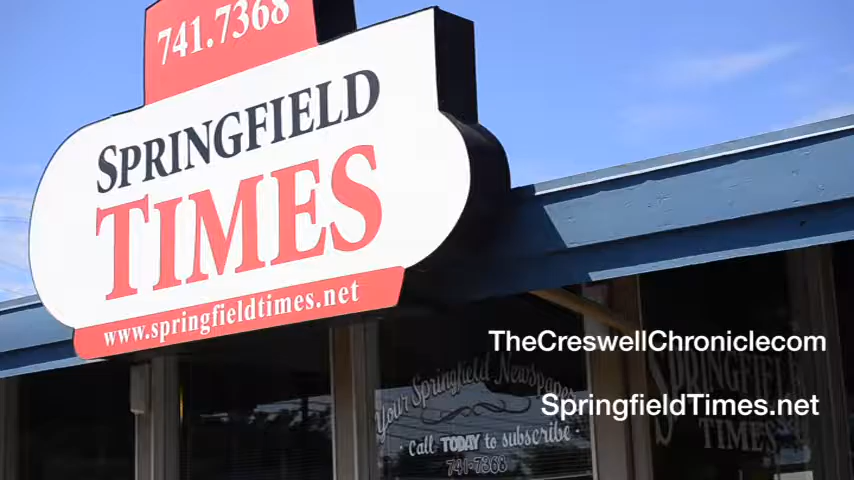 741.7368
SPRINGFIELD
TIMES
www.springfieldtimes.net
TheCreswellChroniclecom
SpringfieldTimes.net
Your Springfield Newspaper
· Call TODAY to subscribe ·
741-7368
SPRINGFIELD
TIMES